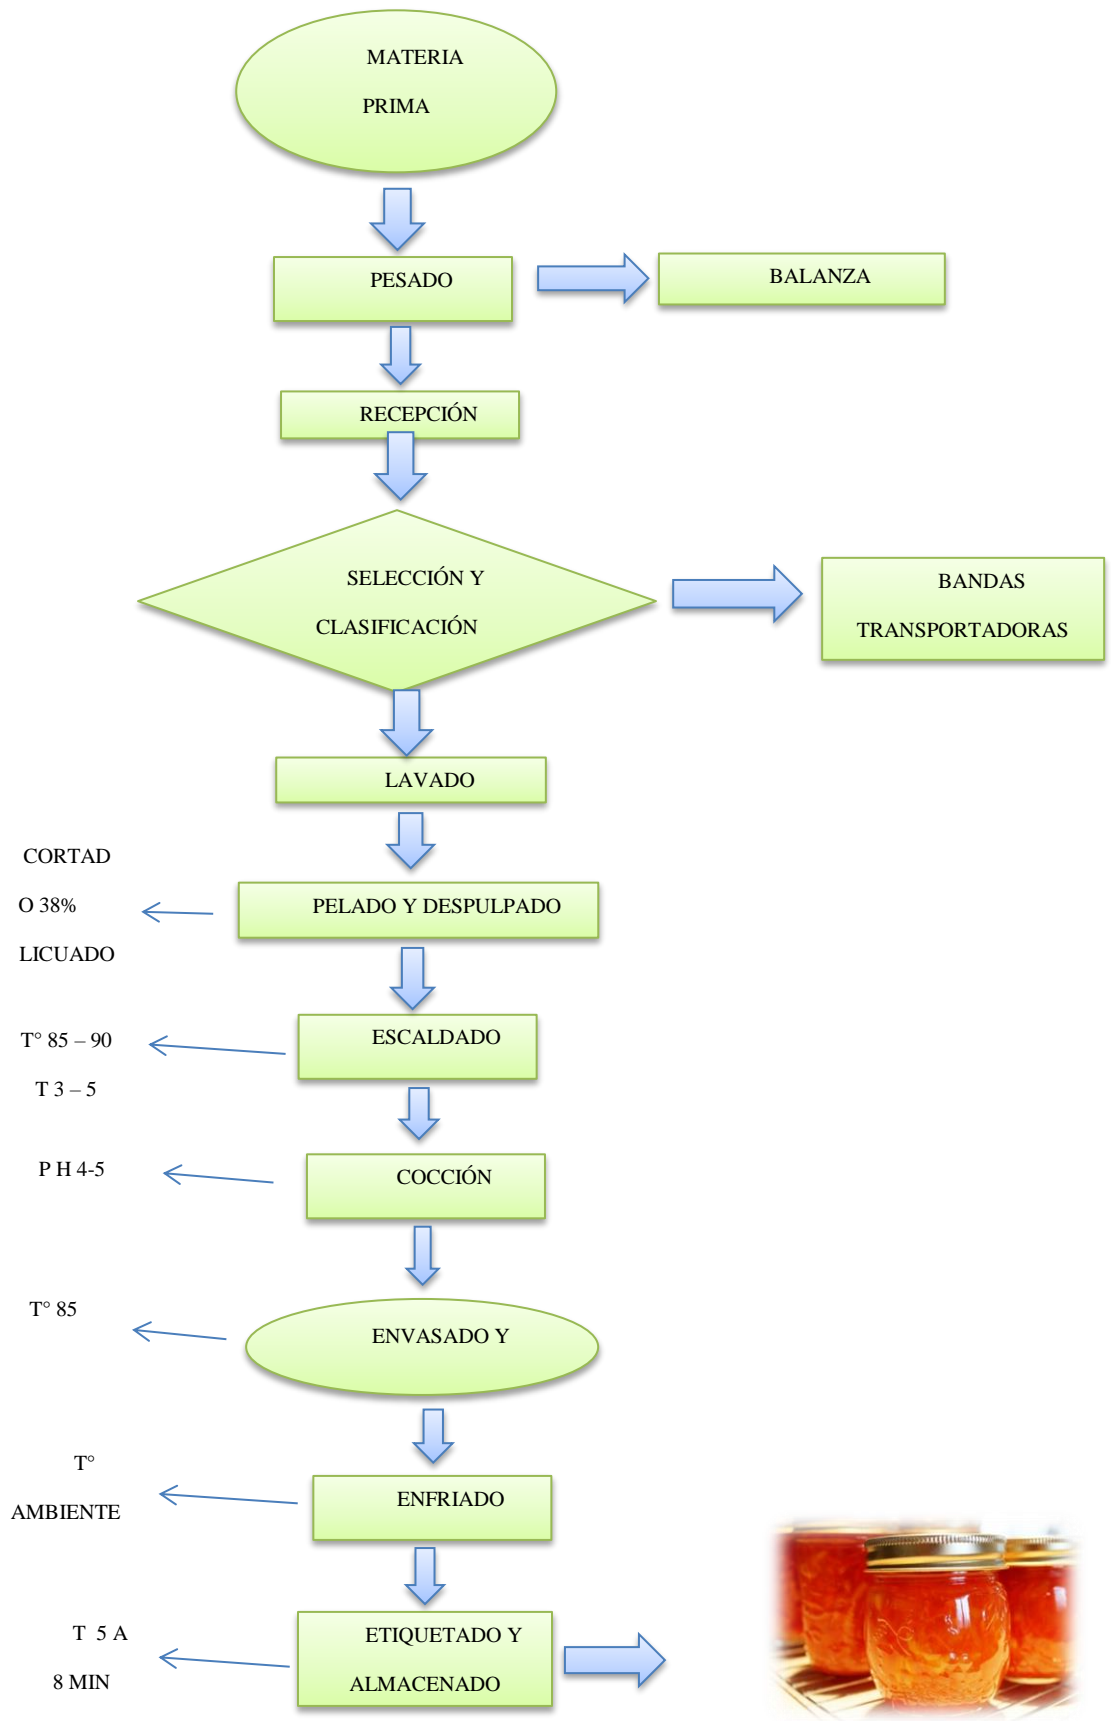 MATERIA
PRIMA
PESADO
BALANZA
RECEPCIÓN
SELECCIÓN Y
CLASIFICACIÓN
BANDAS
TRANSPORTADORAS
LAVADO
CORTAD
O 38%
LICUADO
PELADO Y DESPULPADO
T° 85 – 90
T 3 – 5
ESCALDADO
P H 4-5
COCCIÓN
T° 85
ENVASADO Y
T°
AMBIENTE
ENFRIADO
T 5 A
8 MIN
ETIQUETADO Y
ALMACENADO